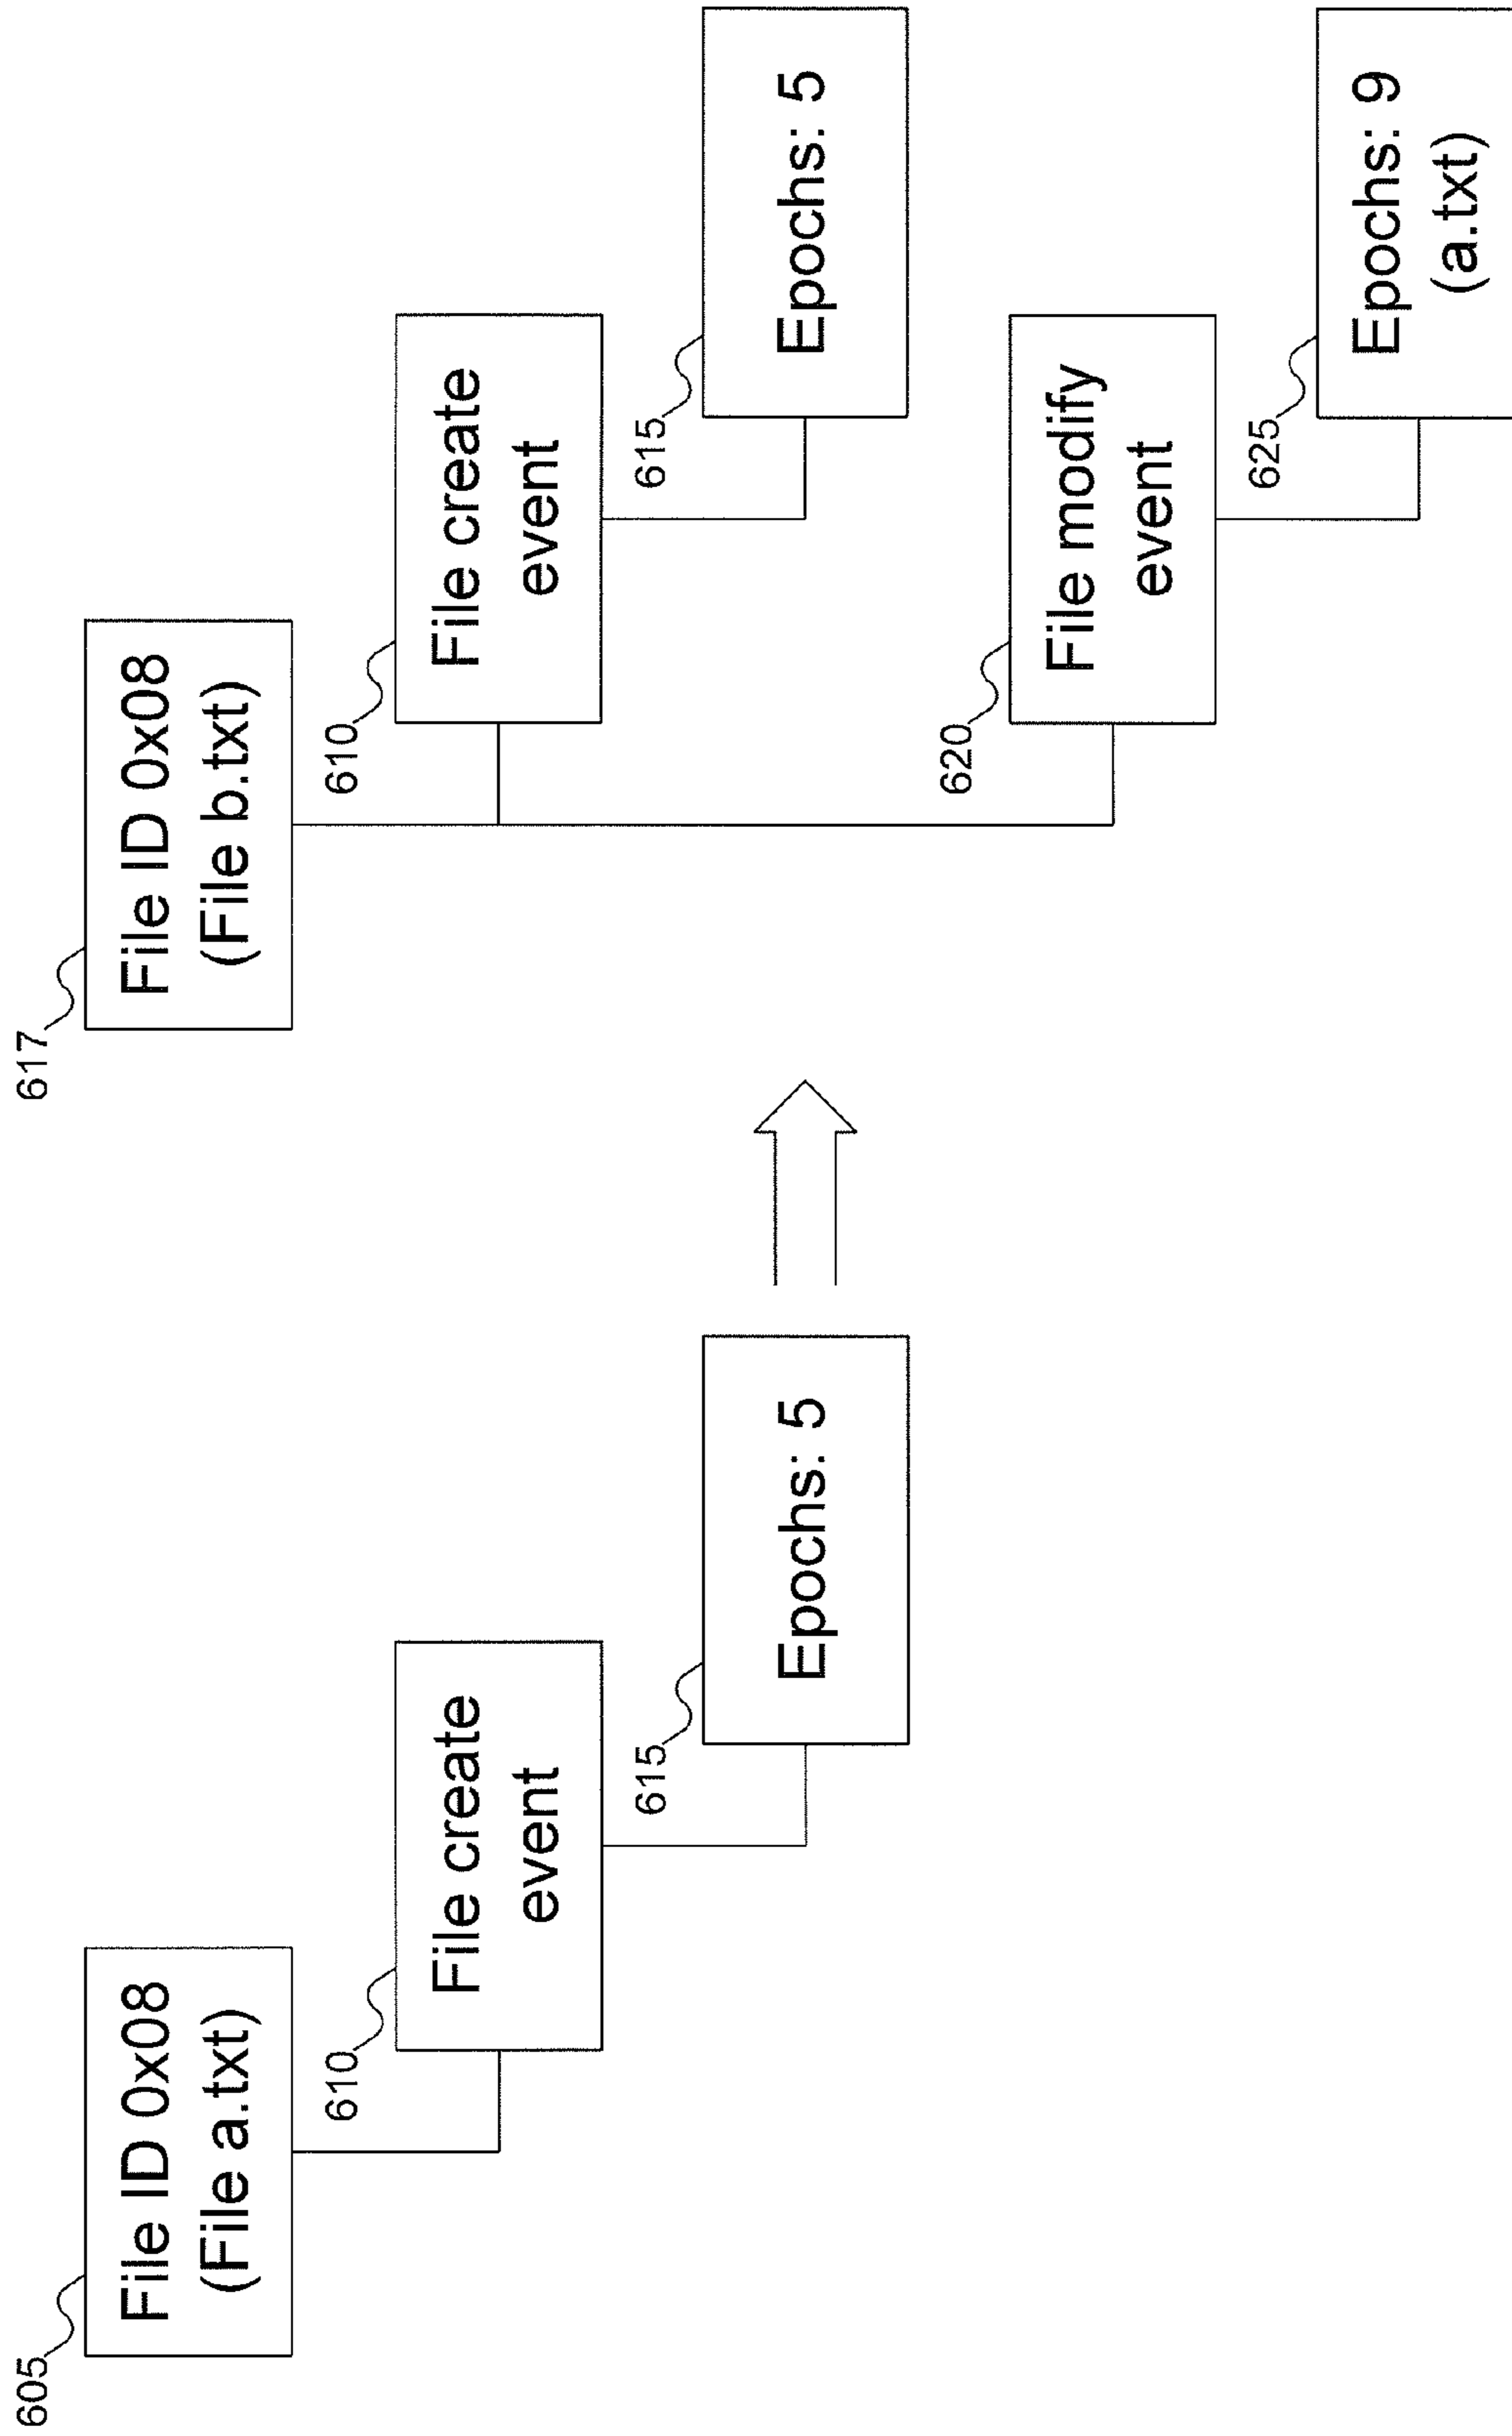 605
File ID 0x08
(File a.txt)
610
File create
event
615
Epochs: 5
617
File ID 0x08
(File b.txt)
610
File create
event
615
Epochs: 5
620
File modify
event
625
Epochs: 9
(a.txt)